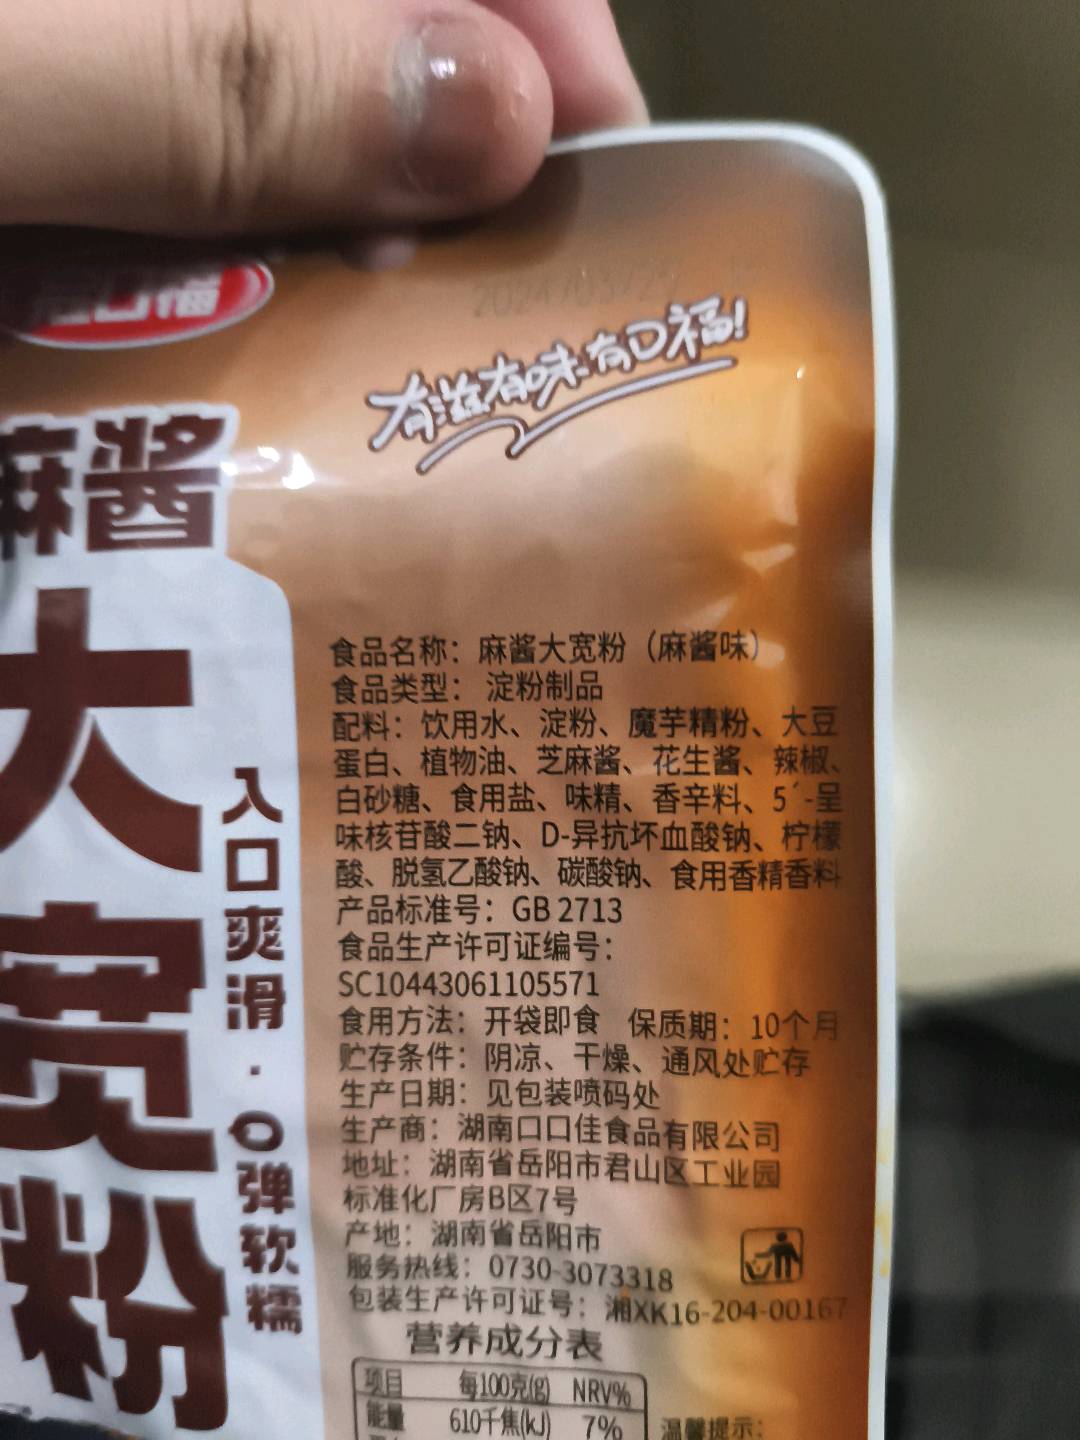 口福
2024/03/2
有滋有味有口福!
麻酱
大宽粉
入口爽滑·Q弹软糯
食品名称：麻酱大宽粉（麻酱味）
食品类型： 淀粉制品
配料：饮用水、淀粉、魔芋精粉、大豆
蛋白、植物油、芝麻酱、花生酱、辣椒、
白砂糖、食用盐、味精、香辛料、5´-呈
味核苷酸二钠、D-异抗坏血酸钠、柠檬
酸、脱氢乙酸钠、碳酸钠、食用香精香料
产品标准号：GB 2713
食品生产许可证编号：
SC10443061105571
食用方法：开袋即食 保质期：10个月
贮存条件：阴凉、干燥、通风处贮存
生产日期：见包装喷码处
生产商：湖南口口佳食品有限公司
地址：湖南省岳阳市君山区工业园
标准化厂房B区7号
产地：湖南省岳阳市
服务热线：0730-3073318
包装生产许可证号：湘XK16-204-00167
营养成分表
项目 每100克(g) NRV%
能量 610千焦(kJ) 7%
温馨提示：